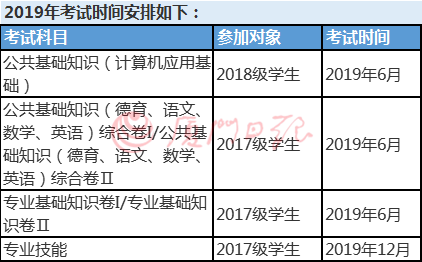 2019年考试时间安排如下：
考试科目 参加对象 考试时间
公共基础知识（计算机应用基
础） 2018级学生 2019年6月
公共基础知识（德育、语文、
数学、英语）综合卷Ⅰ/公共基
础知识（德育、语文、数学、
英语）综合卷Ⅱ 2017级学生 2019年6月
厦门日报
专业基础知识卷Ⅰ/专业基础知
识卷Ⅱ 2017级学生 2019年6月
专业技能 2017级学生 2019年12月